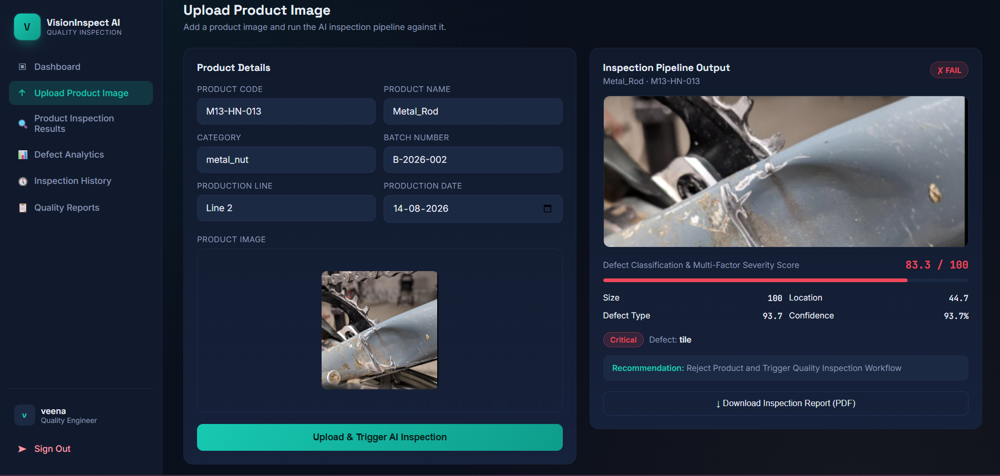 V
VisionInspect AI
QUALITY INSPECTION
Dashboard
Upload Product Image
Product Inspection
Results
Defect Analytics
Inspection History
Quality Reports
v
veena
Quality Engineer
Sign Out
Upload Product Image
Add a product image and run the AI inspection pipeline against it.
Product Details
PRODUCT CODE
PRODUCT NAME
M13-HN-013
Metal_Rod
CATEGORY
BATCH NUMBER
metal_nut
B-2026-002
PRODUCTION LINE
PRODUCTION DATE
Line 2
14-08-2026
PRODUCT IMAGE
Upload & Trigger AI Inspection
Inspection Pipeline Output
✗ FAIL
Metal_Rod · M13-HN-013
Defect Classification & Multi-Factor Severity Score
83.3 / 100
Size 100
Location 44.7
Defect Type 93.7
Confidence 93.7%
Critical
Defect: tile
Recommendation: Reject Product and Trigger Quality Inspection Workflow
↓ Download Inspection Report (PDF)